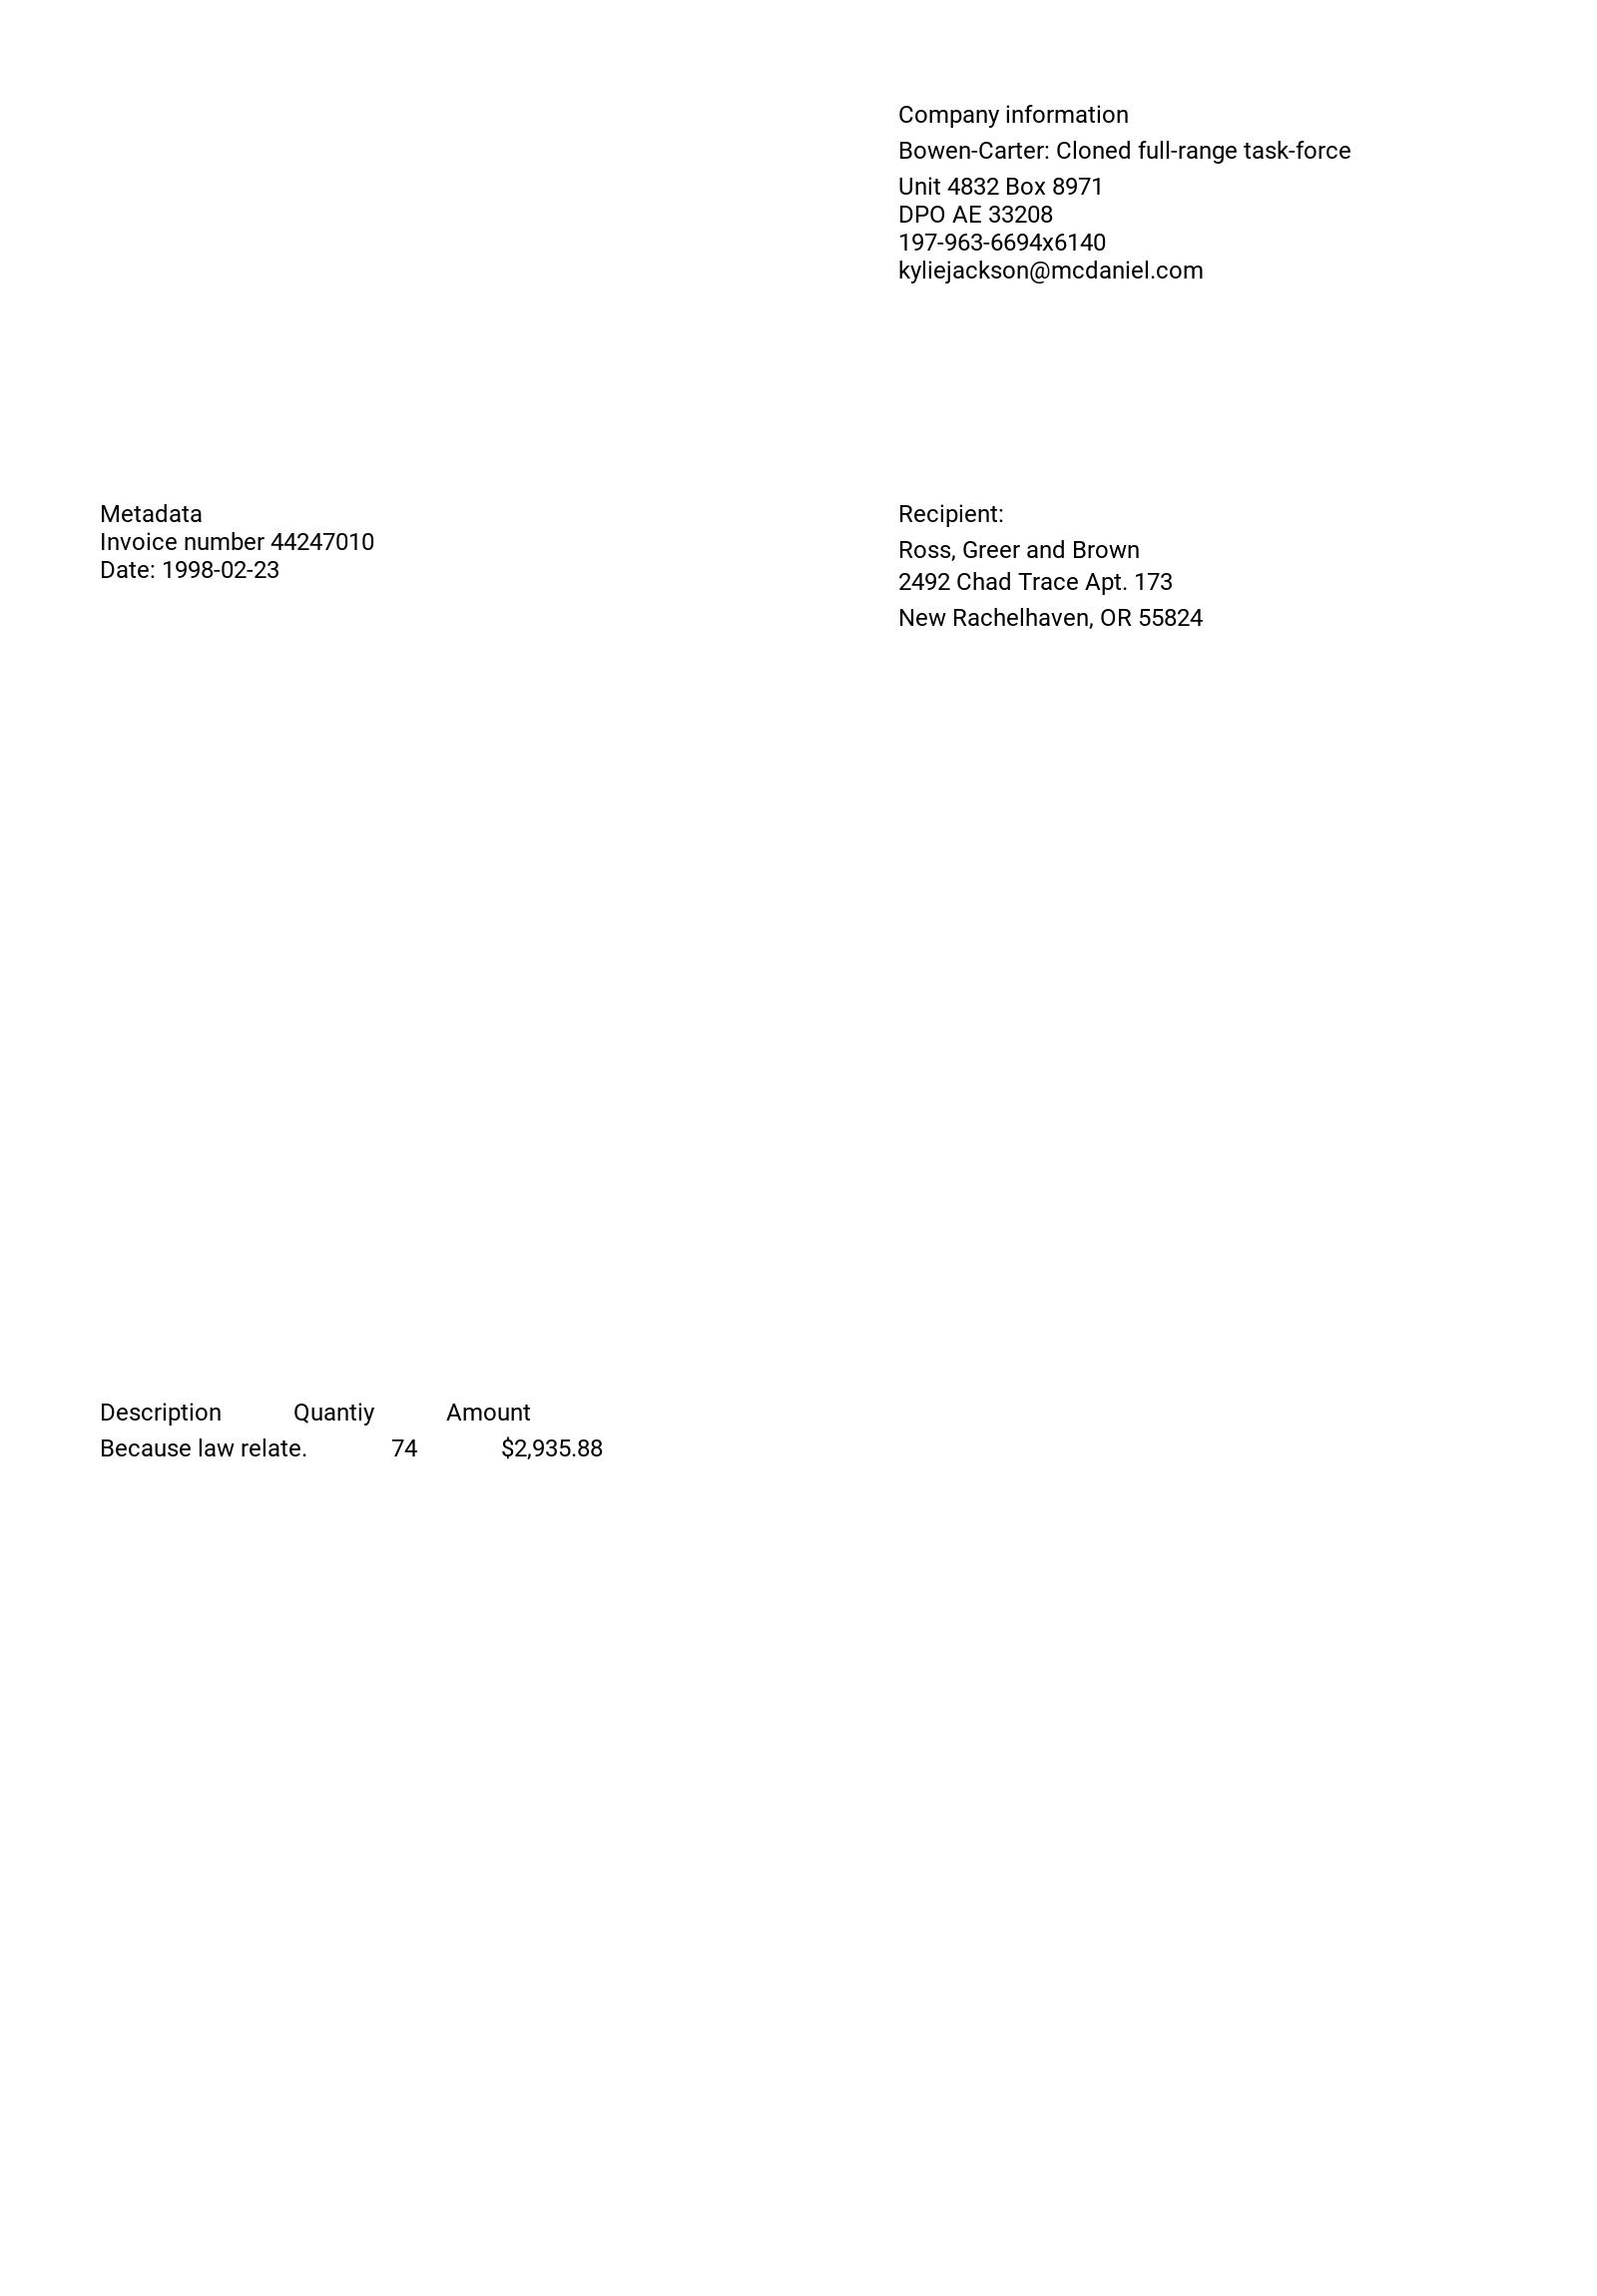 Company information
Bowen-Carter: Cloned full-range task-force
Unit 4832 Box 8971
DPO AE 33208
197-963-6694x6140
kyliejackson@mcdaniel.com
Metadata
Invoice number 44247010
Date: 1998-02-23
Recipient:
Ross, Greer and Brown
2492 Chad Trace Apt. 173
New Rachelhaven, OR 55824
Description Quantiy Amount
Because law relate. 74 $2,935.88